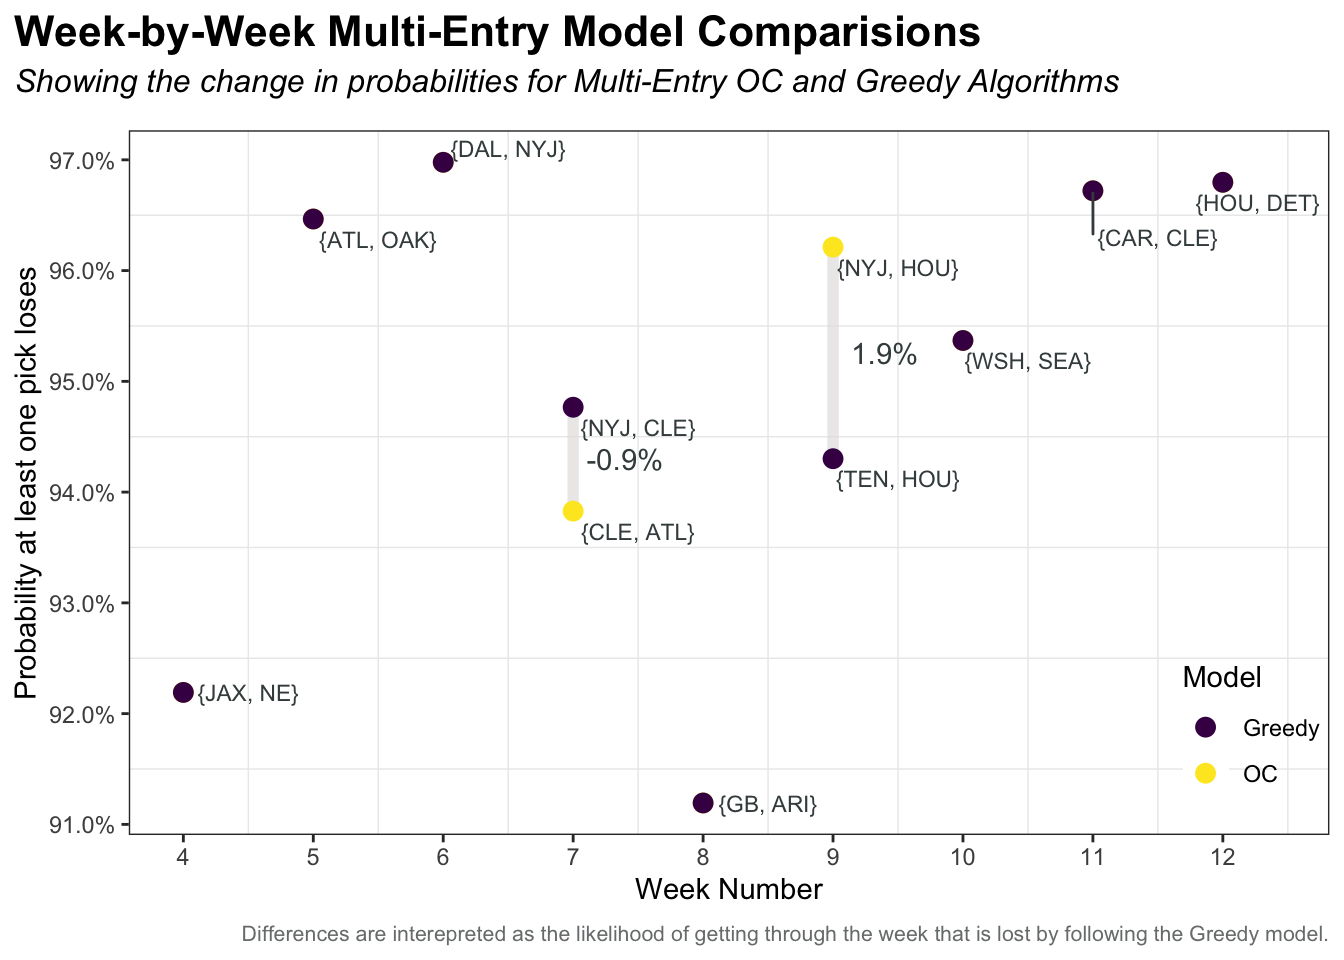 Week-by-Week Multi-Entry Model Comparisions
Showing the change in probabilities for Multi-Entry OC and Greedy Algorithms
Probability at least one pick loses
97.0%
96.0%
95.0%
94.0%
93.0%
92.0%
91.0%
{DAL, NYJ}
{ATL, OAK}
{HOU, DET}
{CAR, CLE}
{NYJ, HOU}
1.9%
{WSH, SEA}
{NYJ, CLE}
-0.9%
{TEN, HOU}
{CLE, ATL}
{JAX, NE}
{GB, ARI}
Model
Greedy
OC
4 5 6 7 8 9 10 11 12
Week Number
Differences are interepreted as the likelihood of getting through the week that is lost by following the Greedy model.